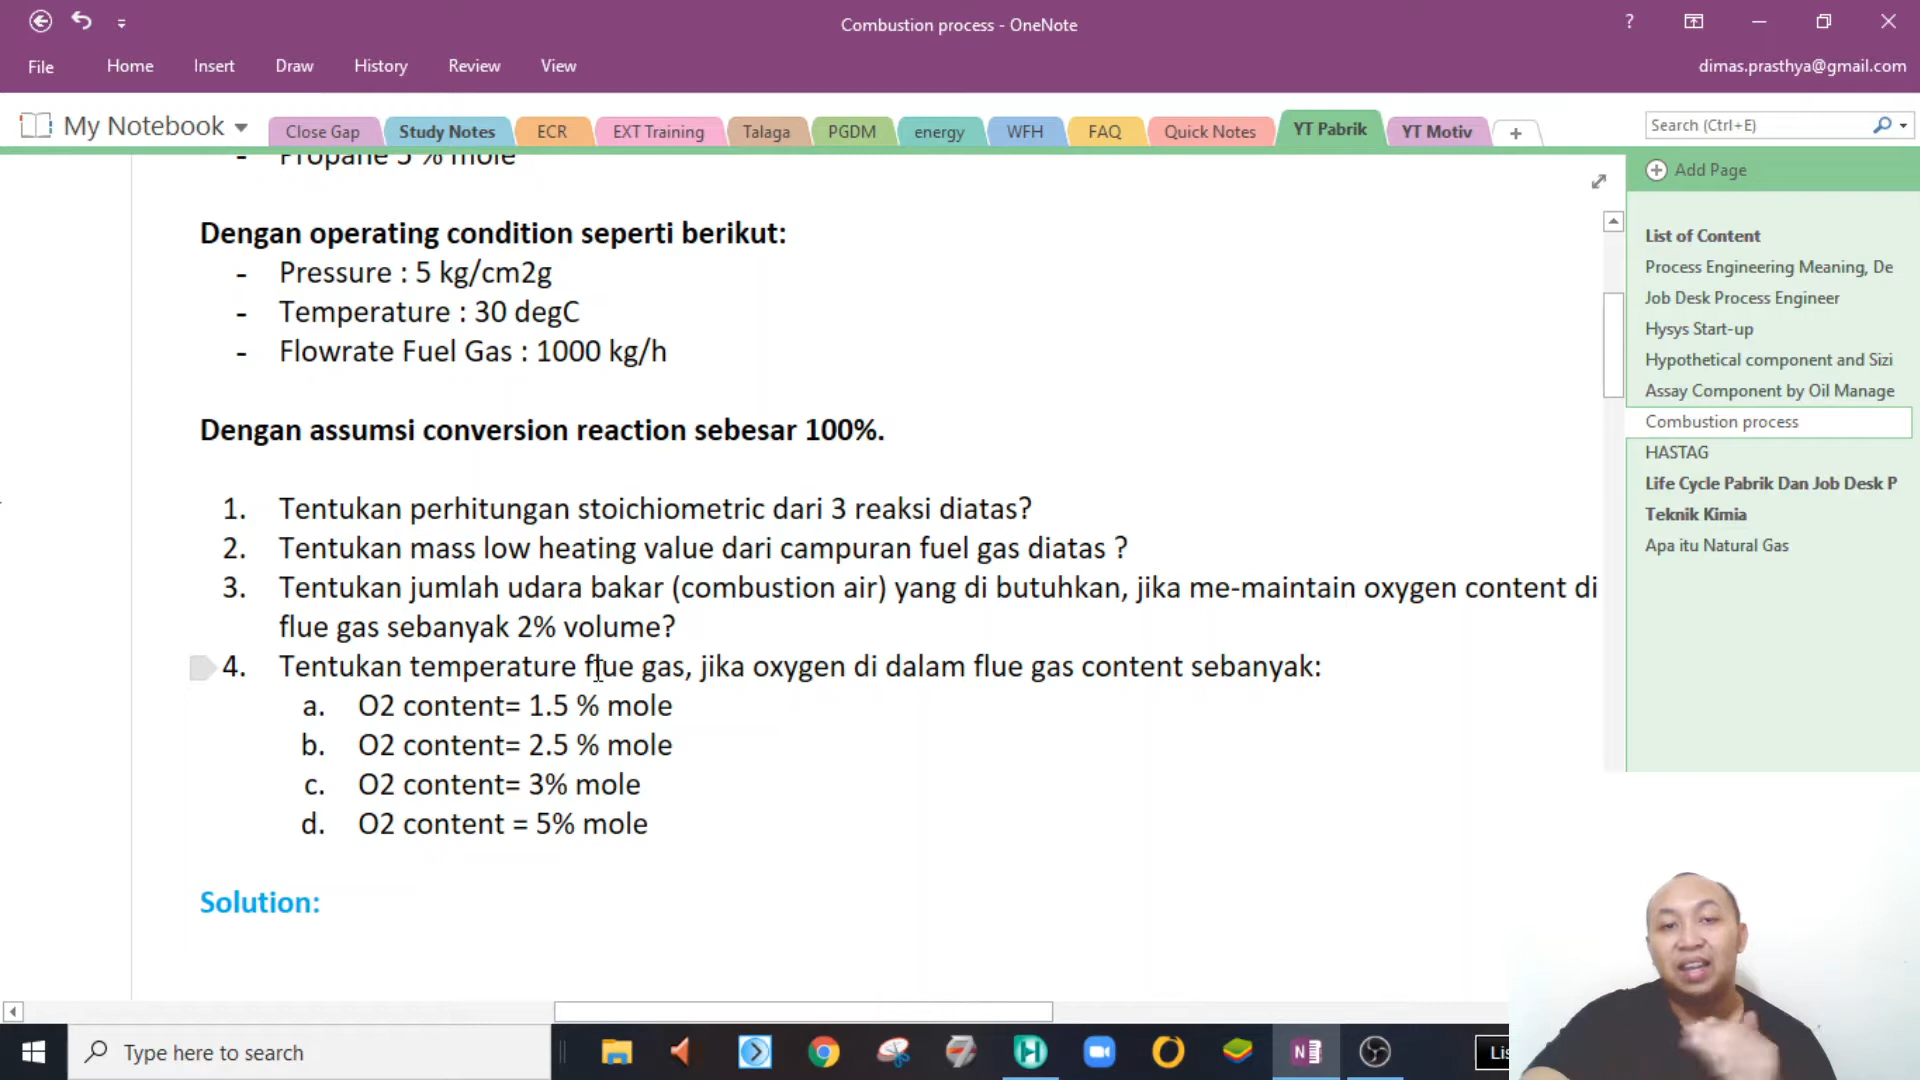 Combustion process - OneNote
?
File
Home
Insert
Draw
History
Review
View
dimas.prasthya@gmail.com
My Notebook
Close Gap
Study Notes
ECR
EXT Training
Talaga
PGDM
energy
WFH
FAQ
Quick Notes
YT Pabrik
YT Motiv
+
Search (Ctrl+E)
- Propane 5 % mole
Dengan operating condition seperti berikut:
- Pressure : 5 kg/cm2g
- Temperature : 30 degC
- Flowrate Fuel Gas : 1000 kg/h
Dengan assumsi conversion reaction sebesar 100%.
1. Tentukan perhitungan stoichiometric dari 3 reaksi diatas?
2. Tentukan mass low heating value dari campuran fuel gas diatas ?
3. Tentukan jumlah udara bakar (combustion air) yang di butuhkan, jika me-maintain oxygen content di
flue gas sebanyak 2% volume?
4. Tentukan temperature flue gas, jika oxygen di dalam flue gas content sebanyak:
a. O2 content= 1.5 % mole
b. O2 content= 2.5 % mole
c. O2 content= 3% mole
d. O2 content = 5% mole
Solution:
Add Page
List of Content
Process Engineering Meaning, De
Job Desk Process Engineer
Hysys Start-up
Hypothetical component and Sizi
Assay Component by Oil Manage
Combustion process
HASTAG
Life Cycle Pabrik Dan Job Desk P
Teknik Kimia
Apa itu Natural Gas
Type here to search